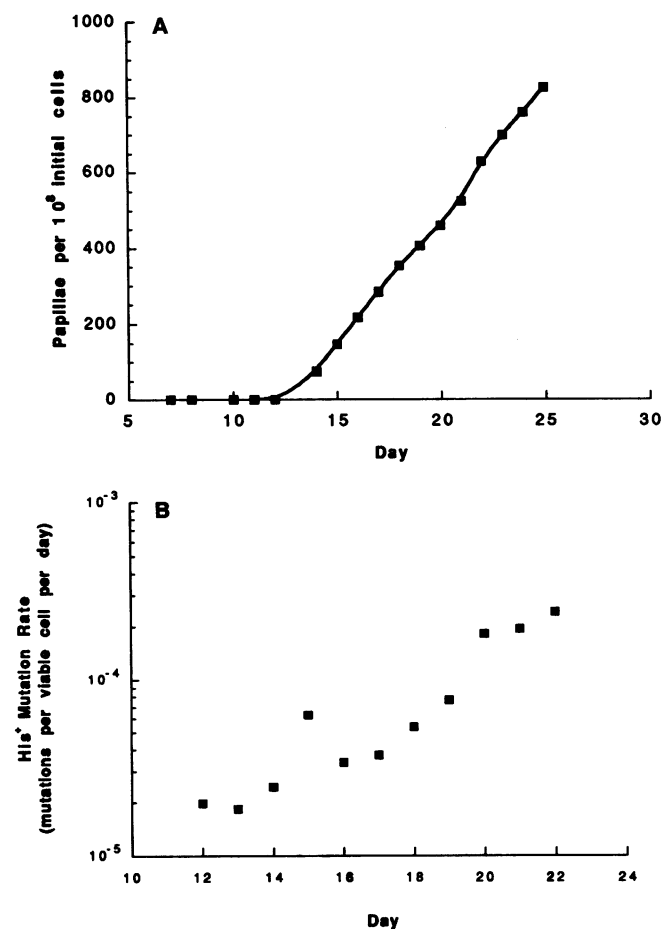 A
Papillae per 10⁸ Initial cells
1000
800
600
400
200
0
5 10 15 20 25 30
Day
B
His⁺ Mutation Rate
(mutations per viable cell per day)
10⁻³
10⁻⁴
10⁻⁵
10 12 14 16 18 20 22 24
Day